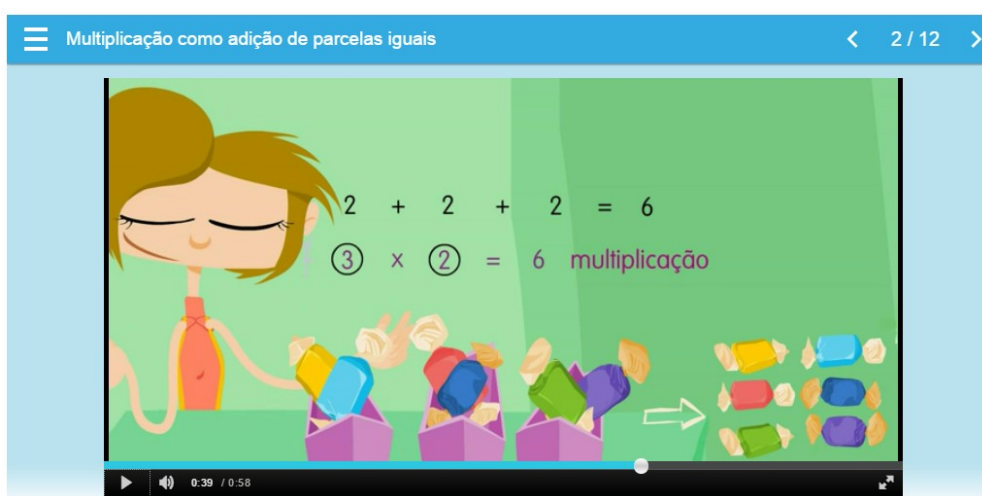 Multiplicação como adição de parcelas iguais
2 / 12
2 + 2 + 2 = 6
3 x 2 = 6 multiplicação
0:39 / 0:58